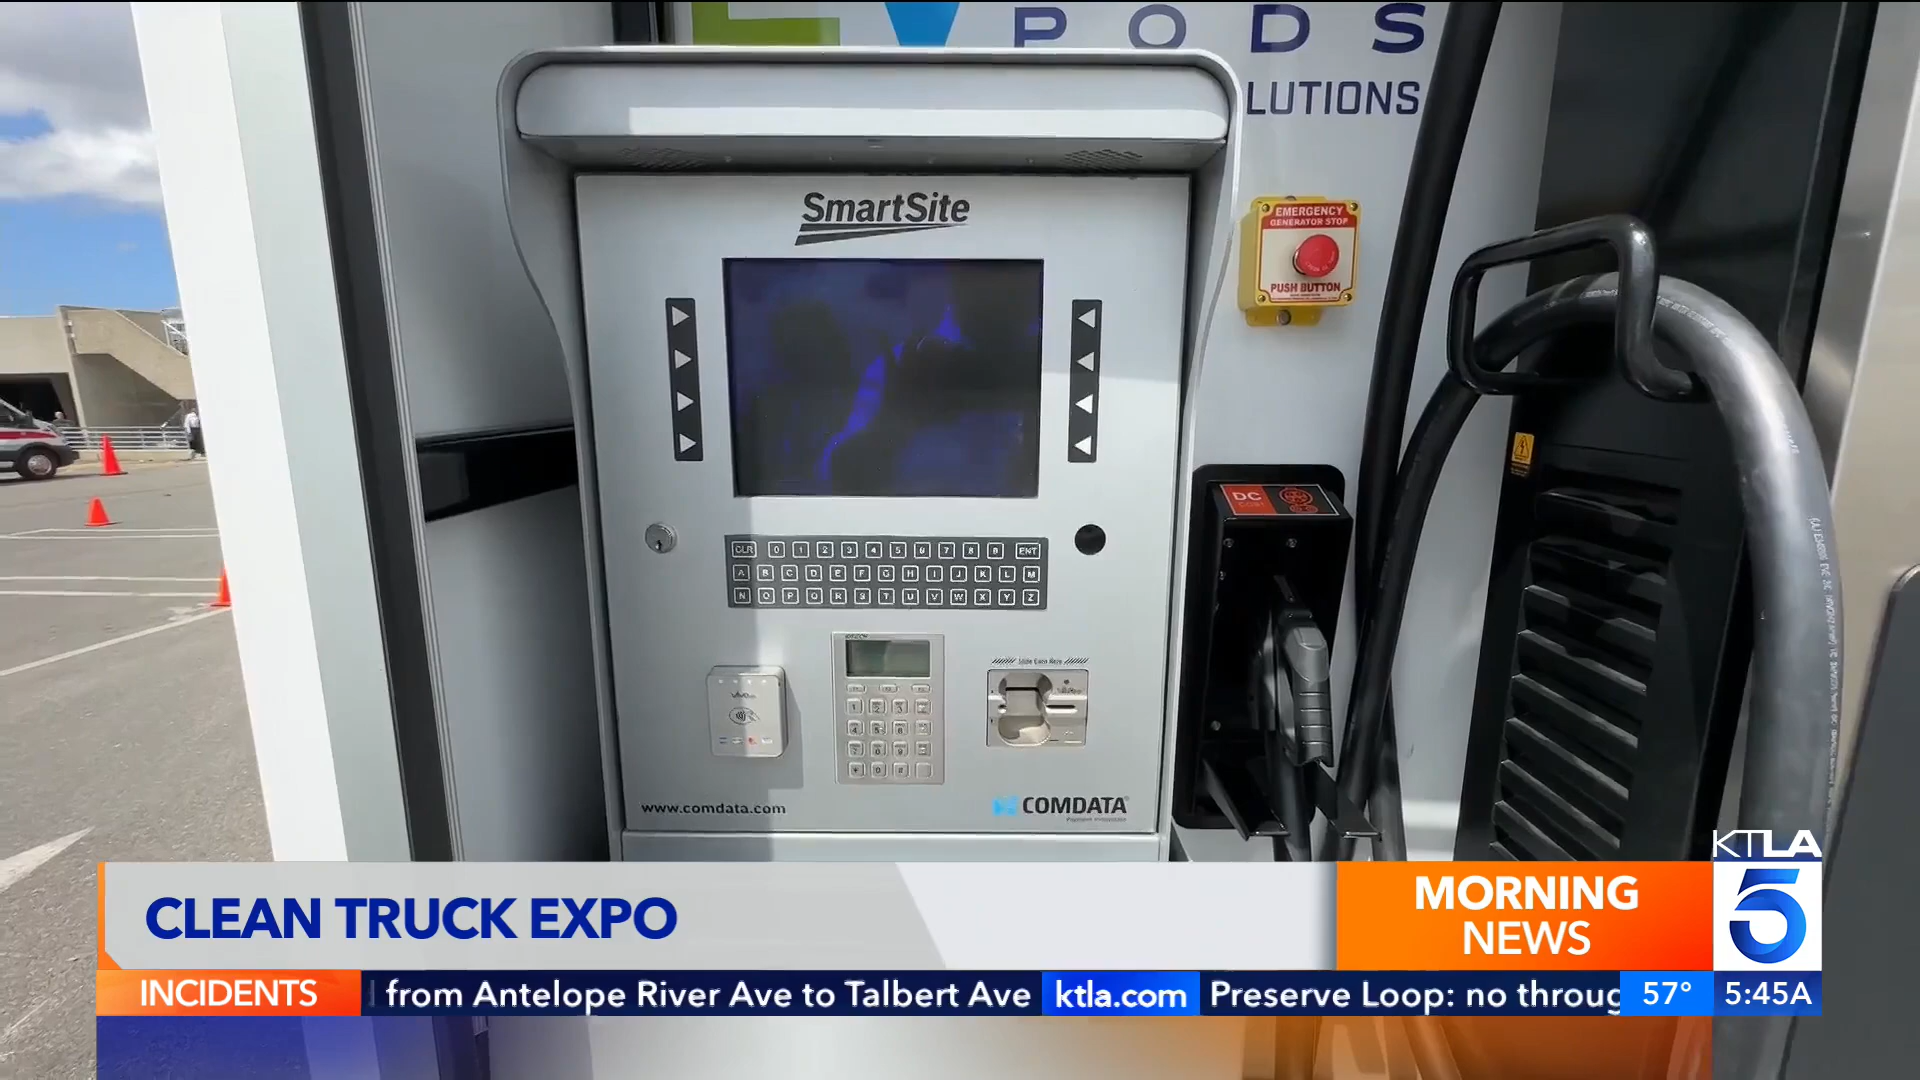 PODS
LUTIONS
SmartSite
EMERGENCY
GENERATOR STOP
PUSH BUTTON
DC
CLR 0 1 2 3 4 5 6 7 8 9 ENT
A B C D E F G H I J K L M
N O P Q R S T U V W X Y Z
www.comdata.com
COMDATA
CLEAN TRUCK EXPO
MORNING
NEWS
KTLA
5
INCIDENTS
from Antelope River Ave to Talbert Ave ktla.com Preserve Loop: no throug
57°
5:45A